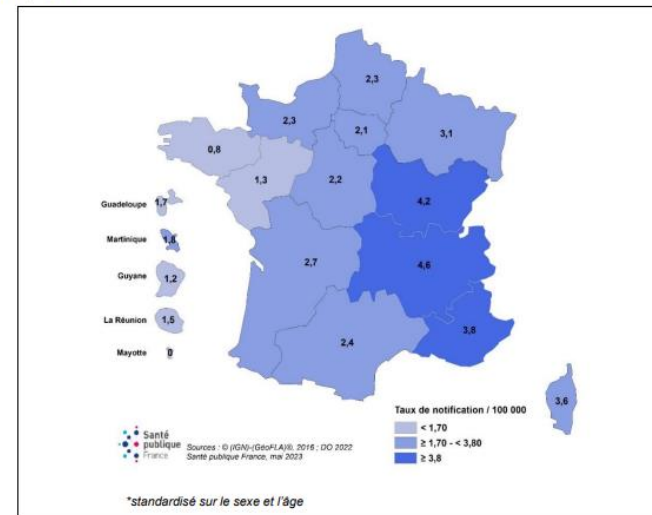 2,3
2,3
2,1
3,1
0,8
1,3
2,2
4,2
Guadeloupe 1,7
Martinique 1,8
2,7
4,6
Guyane 1,2
La Réunion 1,5
3,8
2,4
Mayotte 0
3,6
Taux de notification / 100 000
< 1,70
≥ 1,70 - < 3,80
≥ 3,8
Santé
publique
France
Sources : © (IGN)-(GéoFLA)®, 2016 ; DO 2022
Santé publique France, mai 2023
*standardisé sur le sexe et l'âge